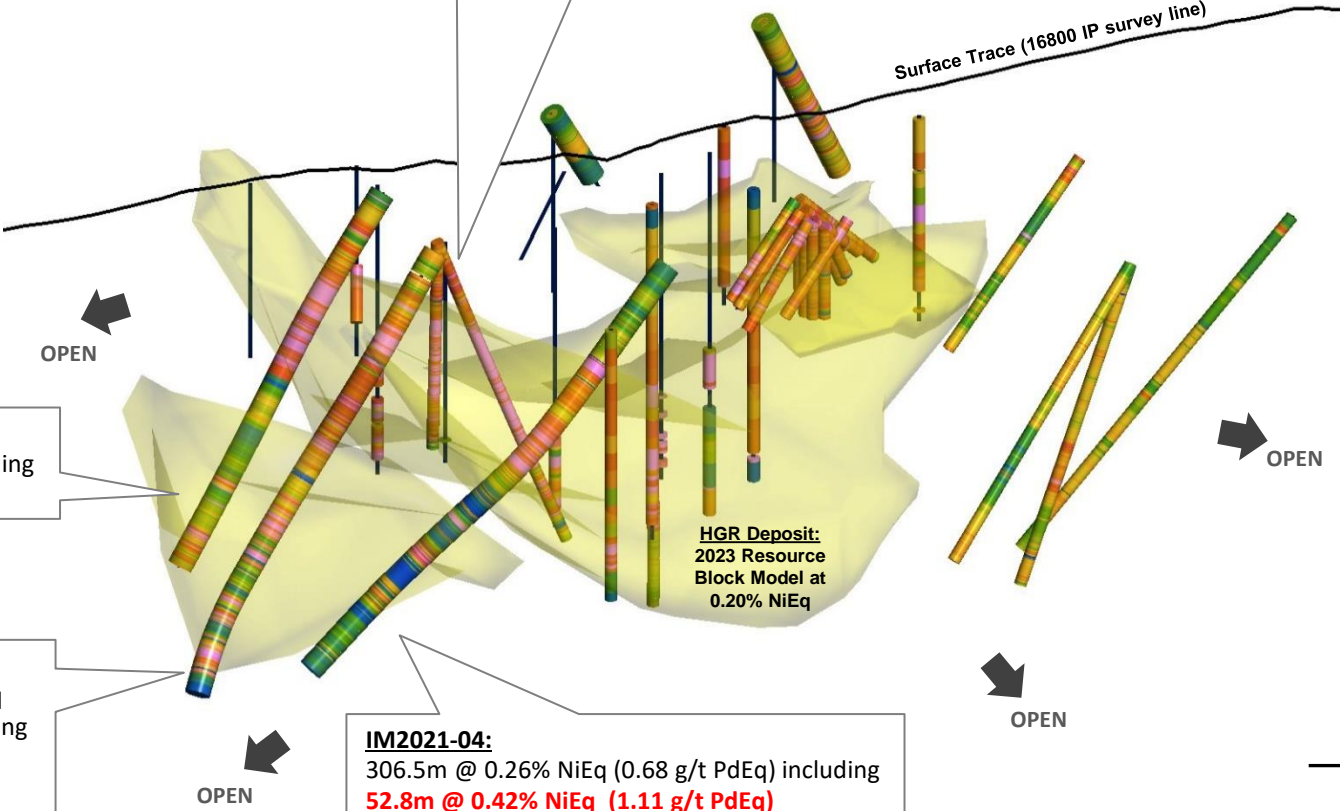 Surface Trace (16800 IP survey line)
OPEN
ing
OPEN
HGR Deposit:
2023 Resource
Block Model at
0.20% NiEq
ng
OPEN
OPEN
IM2021-04:
306.5m @ 0.26% NiEq (0.68 g/t PdEq) including
52.8m @ 0.42% NiEq (1.11 g/t PdEq)